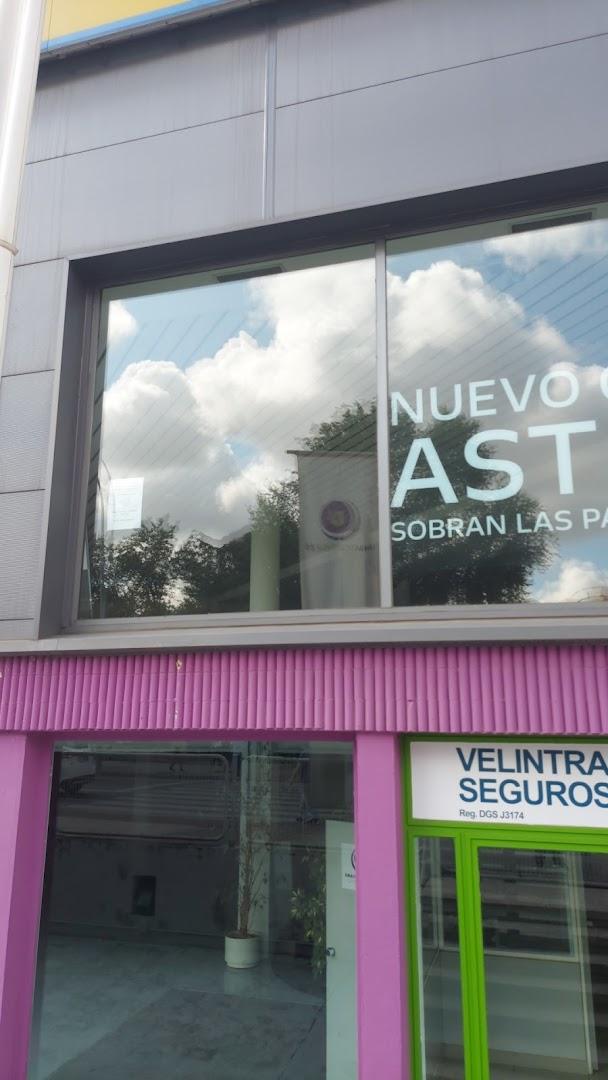 NUEVO
AST
SOBRAN LAS PA
VELINTRA
SEGUROS
Reg. DGS J3174